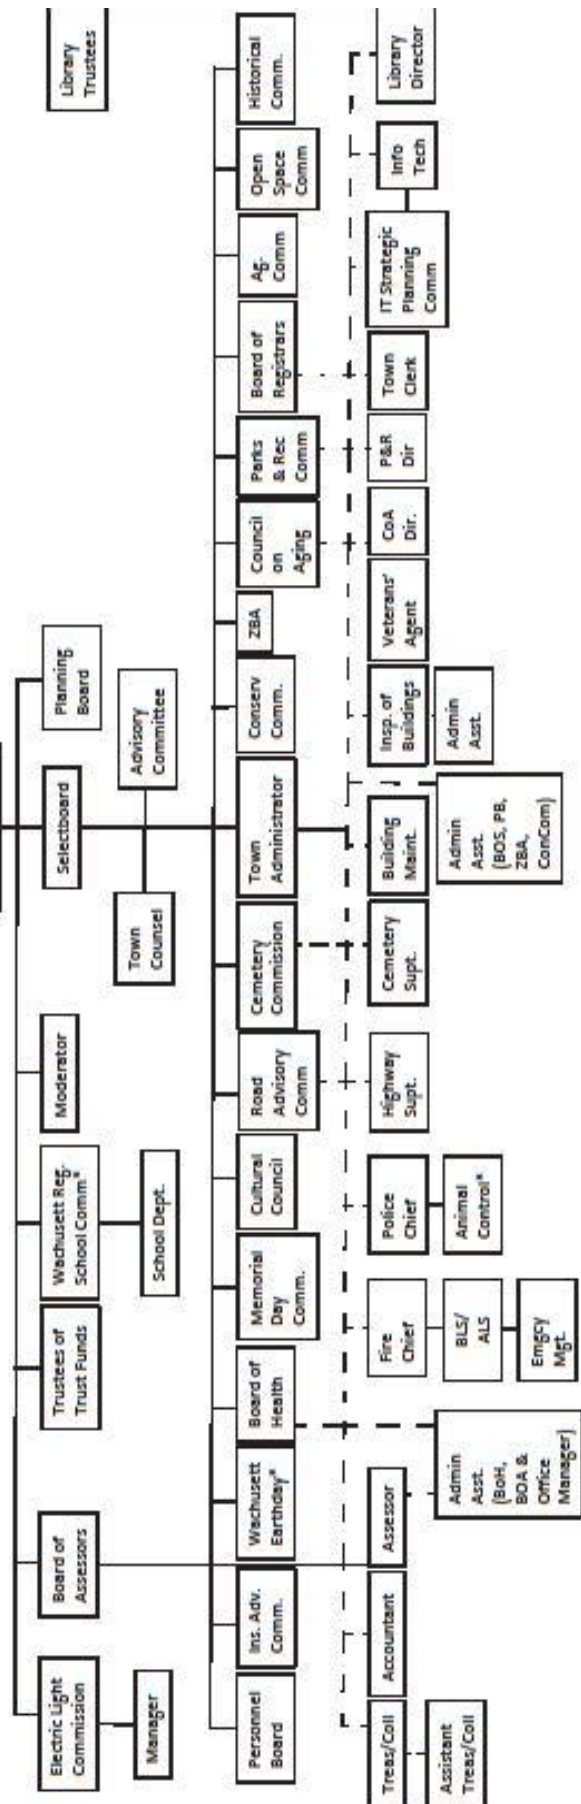 Electric Light
Commission
Manager
Board of
Assessors
Trustees of
Trust Funds
Wachusett Reg.
School Comm*
School Dept.
Moderator
Selectboard
Planning
Board
Library
Trustees
Town
Counsel
Advisory
Committee
Personnel
Board
Ins. Adv.
Comm.
Wachusett
Earthday*
Board of
Health
Memorial
Day
Comm.
Cultural
Council
Road
Advisory
Comm
Cemetery
Commission
Town
Administrator
Conserv
Comm.
ZBA
Council
on
Aging
Parks
& Rec
Comm
Board of
Registrars
Ag.
Comm
Open
Space
Comm
Historical
Comm.
Treas/Coll
Assistant
Treas/Coll
Accountant
Assessor
Admin
Asst.
(BoH,
BOA &
Office
Manager)
Fire
Chief
BLS/
ALS
Emgcy
Mgt.
Police
Chief
Animal
Control*
Highway
Supt.
Cemetery
Supt.
Building
Maint.
Admin
Asst.
(BOS, PB,
ZBA,
ConCom)
Insp. of
Buildings
Admin
Asst.
Veterans'
Agent
CoA
Dir.
P&R
Dir
Town
Clerk
IT Strategic
Planning
Comm
Info
Tech
Library
Director